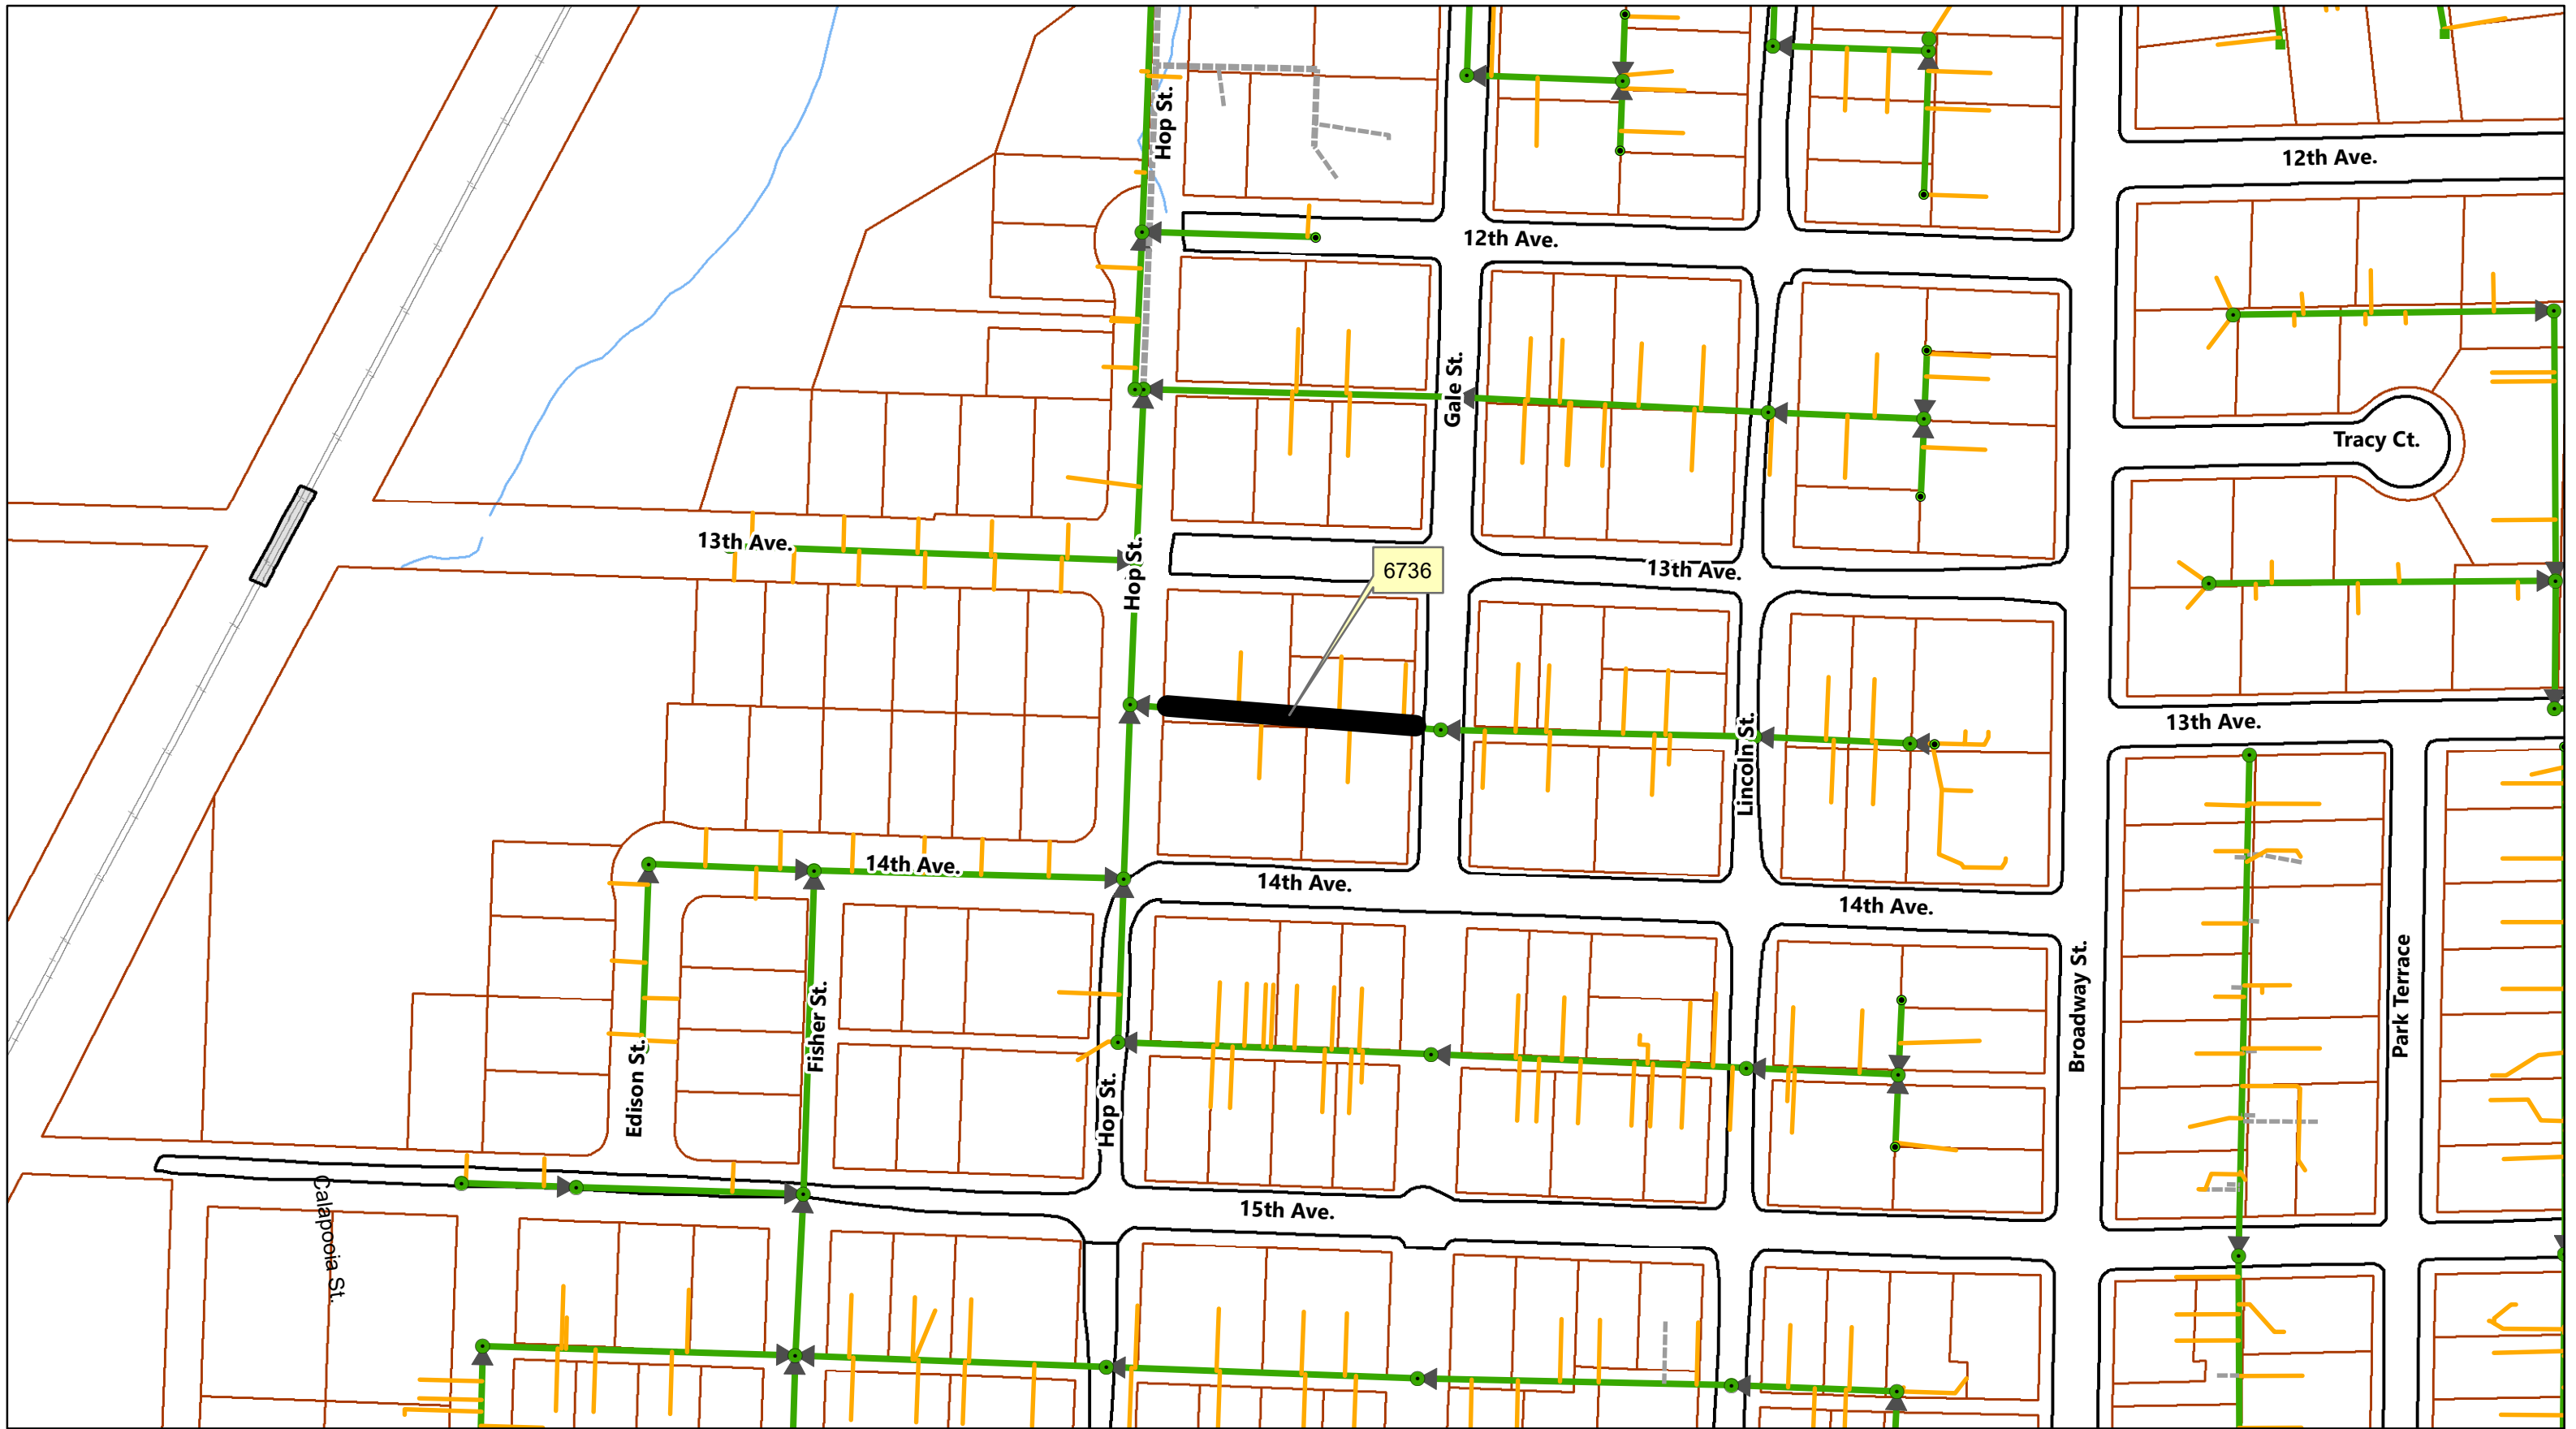 Hop St.
12th Ave.
12th Ave.
Gale St.
Tracy Ct.
13th Ave.
Hop St.
6736
13th Ave.
13th Ave.
Lincoln St.
14th Ave.
14th Ave.
14th Ave.
Broadway St.
Park Terrace
Fisher St.
Edison St.
Hop St.
15th Ave.
Calapooia St.